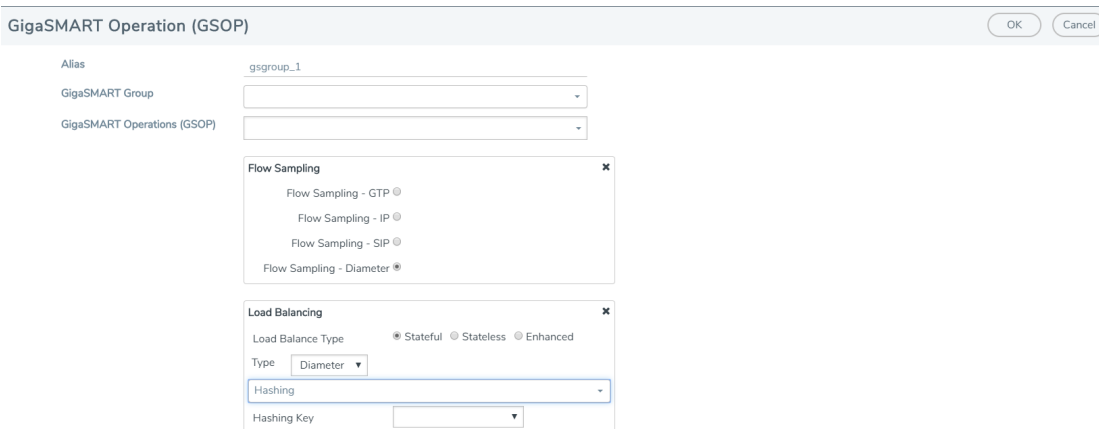 GigaSMART Operation (GSOP)
OK
Cancel
Alias
gsgroup_1
GigaSMART Group
GigaSMART Operations (GSOP)
Flow Sampling
Flow Sampling - GTP
Flow Sampling - IP
Flow Sampling - SIP
Flow Sampling - Diameter
Load Balancing
Load Balance Type Stateful Stateless Enhanced
Type Diameter
Hashing
Hashing Key